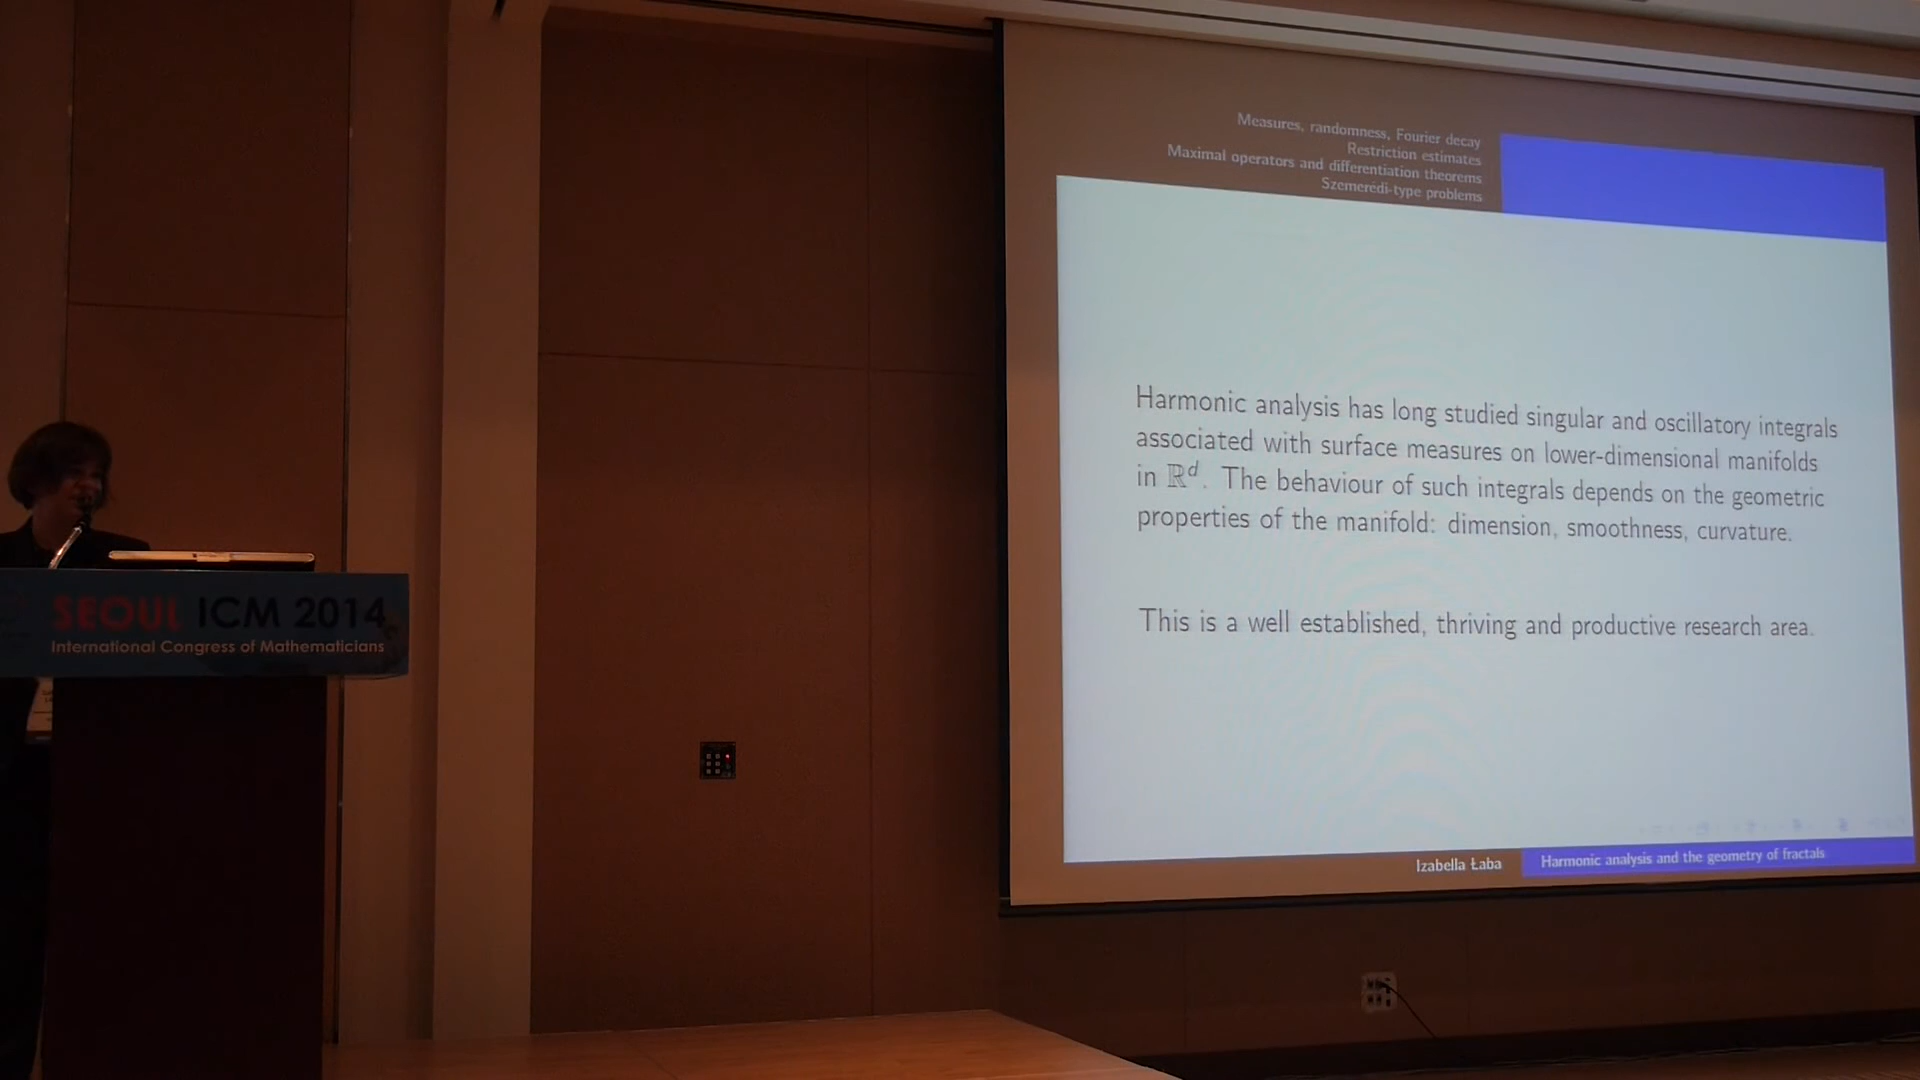 Measures, randomness, Fourier decay
Restriction estimates
Maximal operators and differentiation theorems
Szemerédi-type problems
Harmonic analysis has long studied singular and oscillatory integrals
associated with surface measures on lower-dimensional manifolds
in ℝᵈ. The behaviour of such integrals depends on the geometric
properties of the manifold: dimension, smoothness, curvature.
This is a well established, thriving and productive research area.
Izabella Łaba
Harmonic analysis and the geometry of fractals
SEOUL ICM 2014
International Congress of Mathematicians